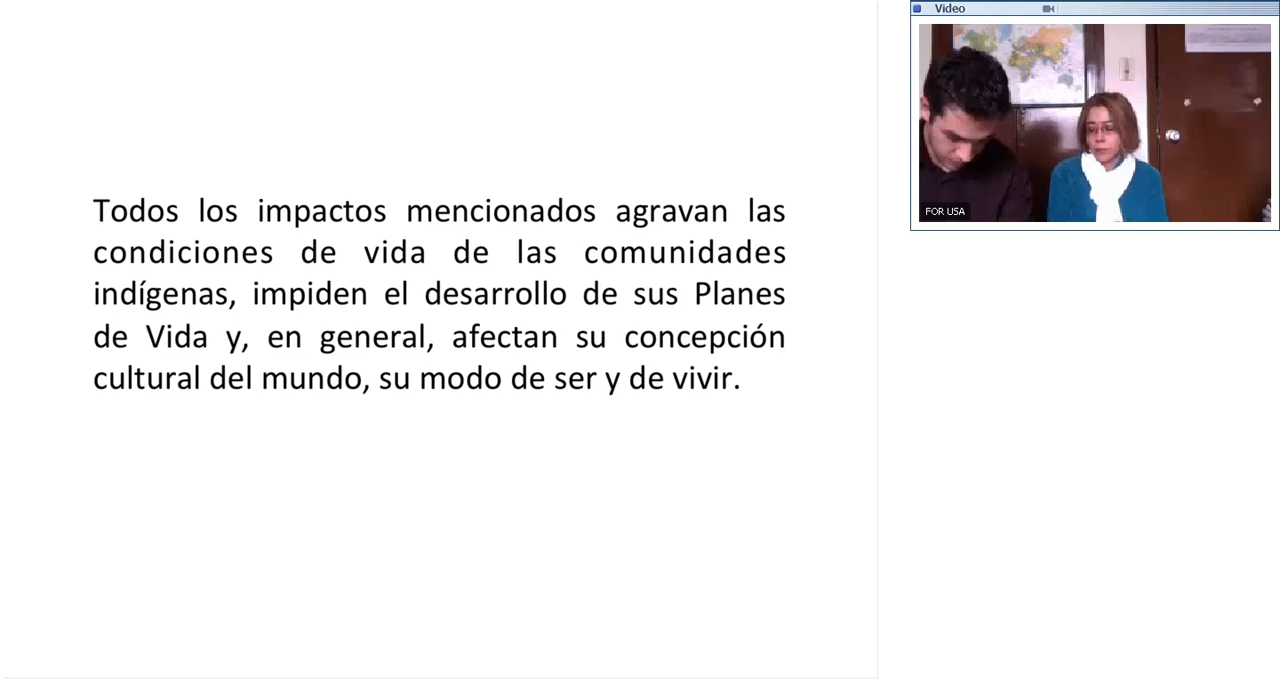 Video
FOR USA
Todos los impactos mencionados agravan las
condiciones de vida de las comunidades
indígenas, impiden el desarrollo de sus Planes
de Vida y, en general, afectan su concepción
cultural del mundo, su modo de ser y de vivir.